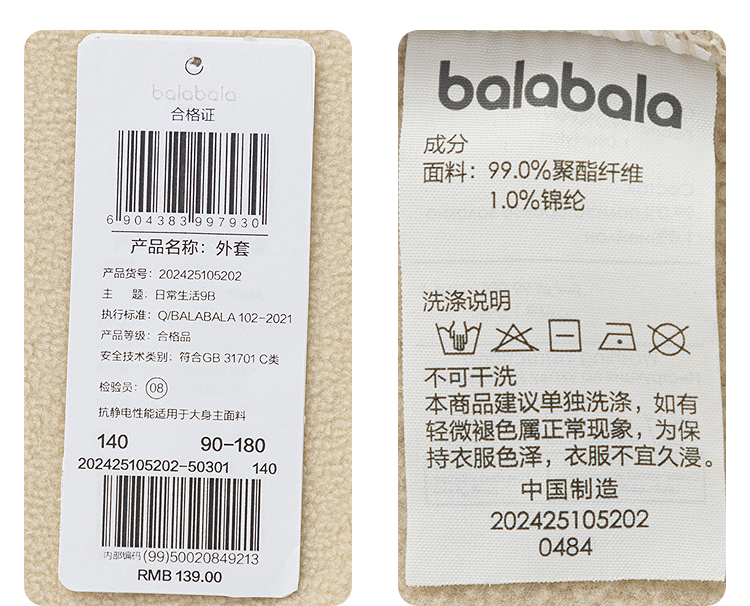 balabala
合格证
6 904383 997930
产品名称：外套
产品货号：202425105202
主 题：日常生活9B
执行标准：Q/BALABALA 102-2021
产品等级：合格品
安全技术类别：符合GB 31701 C类
检验员：08
抗静电性能适用于大身主面料
140 90-180
202425105202-50301 140
内部编码(99)50020849213
RMB 139.00
balabala
成分
面料：99.0%聚酯纤维
1.0%锦纶
洗涤说明
不可干洗
本商品建议单独洗涤，如有
轻微褪色属正常现象，为保
持衣服色泽，衣服不宜久浸。
中国制造
202425105202
0484